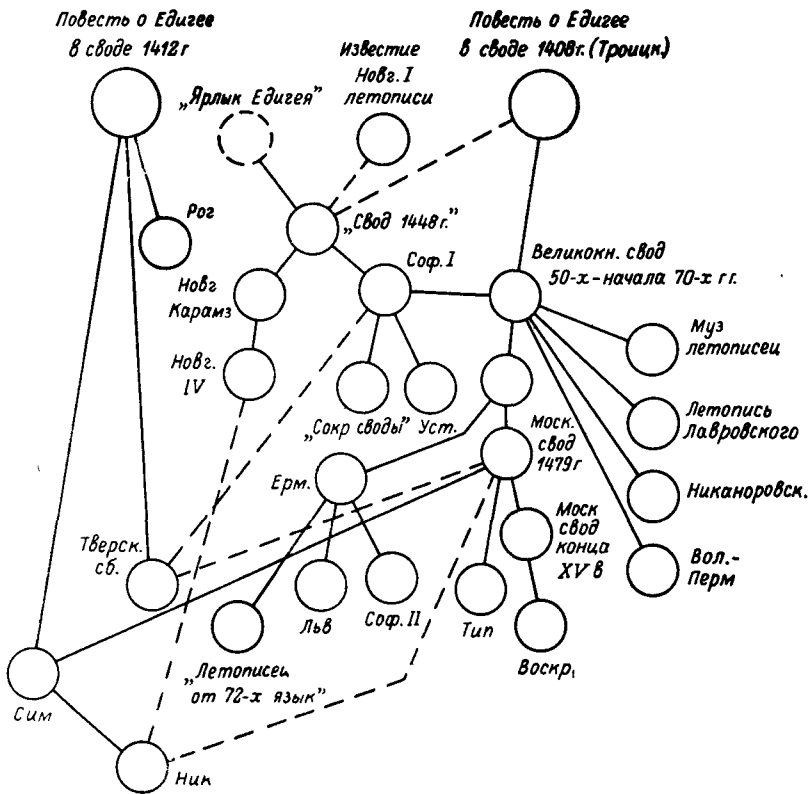 Повесть о Едигее
в своде 1412 г
Повесть о Едигее
в своде 1408г. (Троицк.)
Известие
Новг. I
летописи
„Ярлык Едигея"
Рог
„Свод 1448г."
Соф. I
Великокн. свод
50-х-начала 70-х гг.
Новг
Карамз
Муз
летописец
Новг.
IV
„Сокр своды"
Уст.
Моск.
свод
1479г
Летопись
Лавровского
Ерм.
Никаноровск.
Моск
свод
конца
XV в
Тверск.
сб.
Вол.-
Перм
Льв
Соф. II
Тип
Воскр.
„Летописец
от 72-х язык"
Сим
Ник